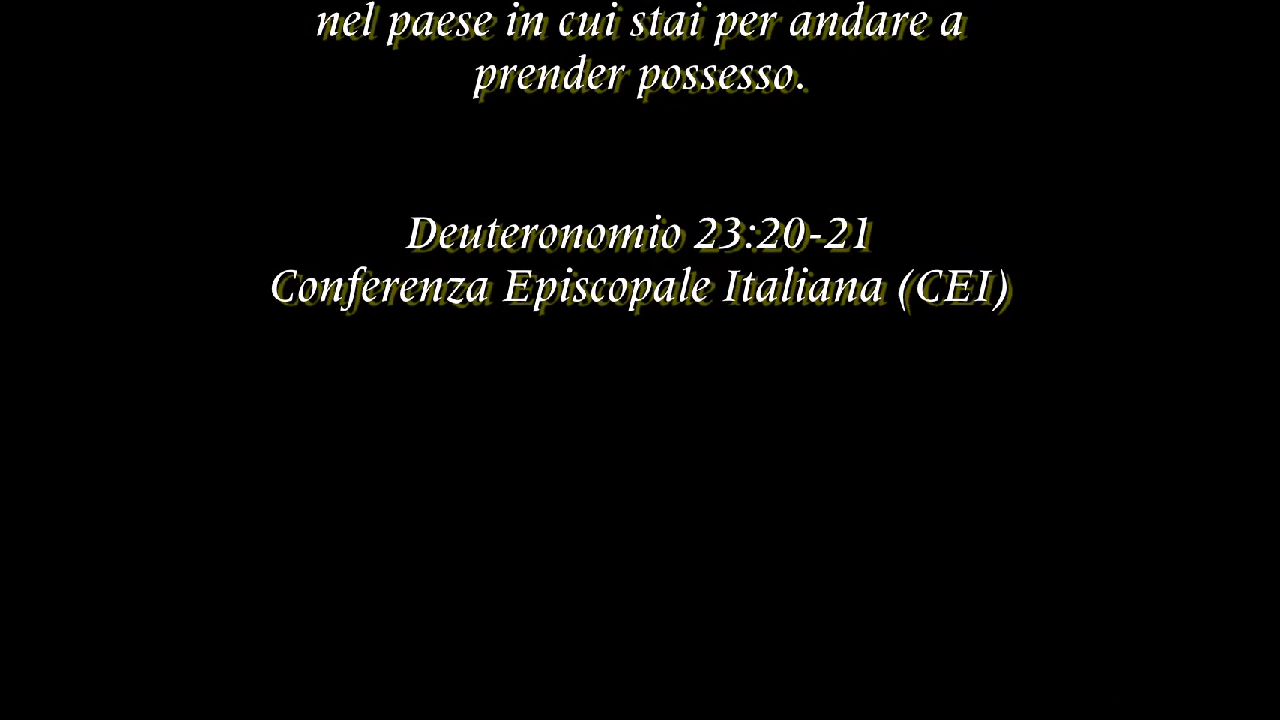 nel paese in cui stai per andare a
prender possesso.
Deuteronomio 23:20-21
Conferenza Episcopale Italiana (CEI)